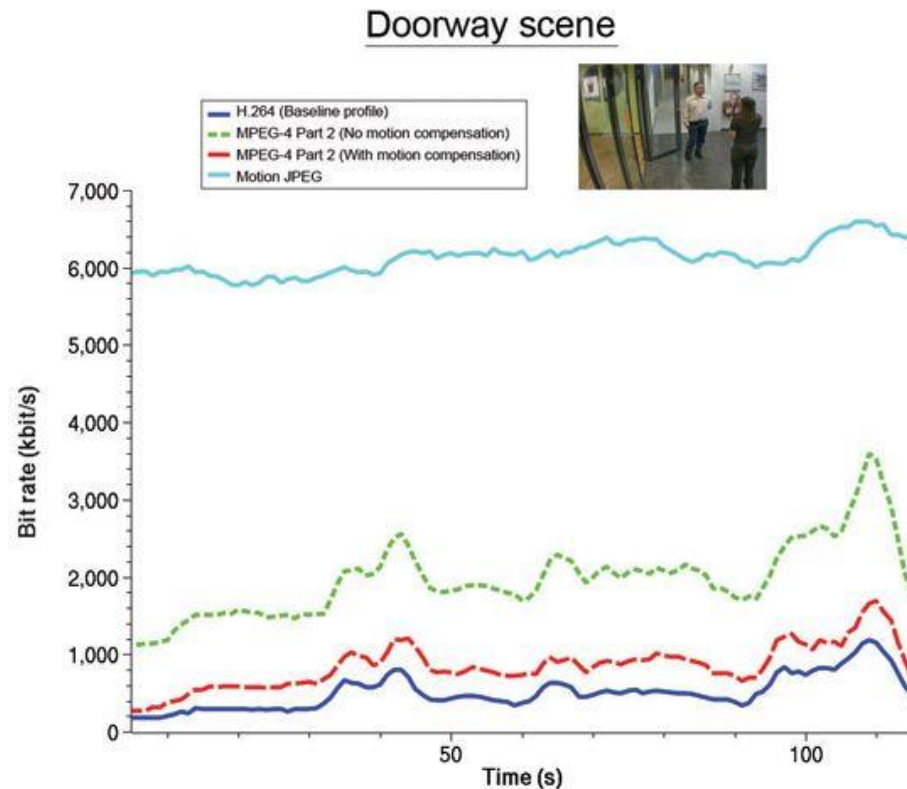 Doorway scene
H.264 (Baseline profile)
MPEG-4 Part 2 (No motion compensation)
MPEG-4 Part 2 (With motion compensation)
Motion JPEG
7,000
6,000
5,000
4,000
3,000
2,000
1,000
0
Bit rate (kbit/s)
50
100
Time (s)